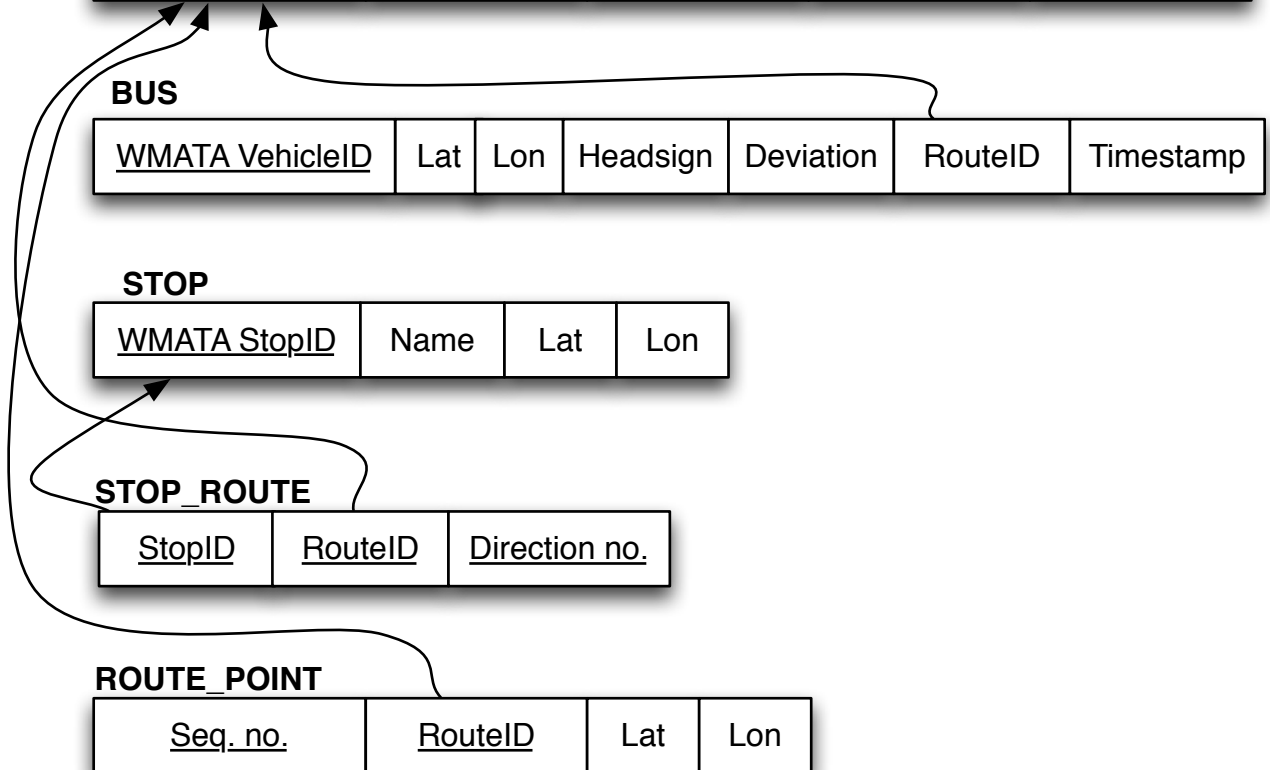 BUS
WMATA VehicleID Lat Lon Headsign Deviation RouteID Timestamp
STOP
WMATA StopID Name Lat Lon
STOP_ROUTE
StopID RouteID Direction no.
ROUTE_POINT
Seq. no. RouteID Lat Lon